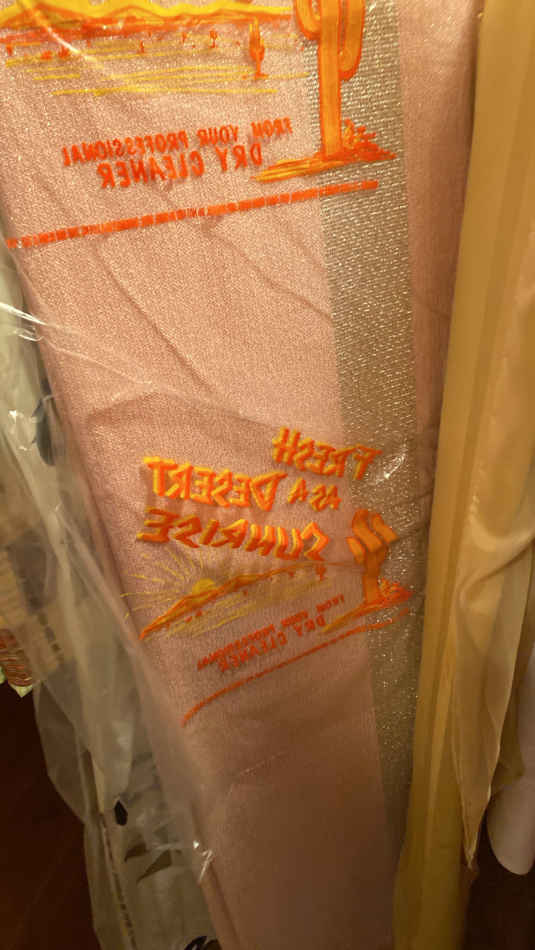 FROM YOUR PROFESSIONAL
DRY CLEANER
FRESH
AS A DESERT
SUNRISE
FROM YOUR PROFESSIONAL
DRY CLEANER